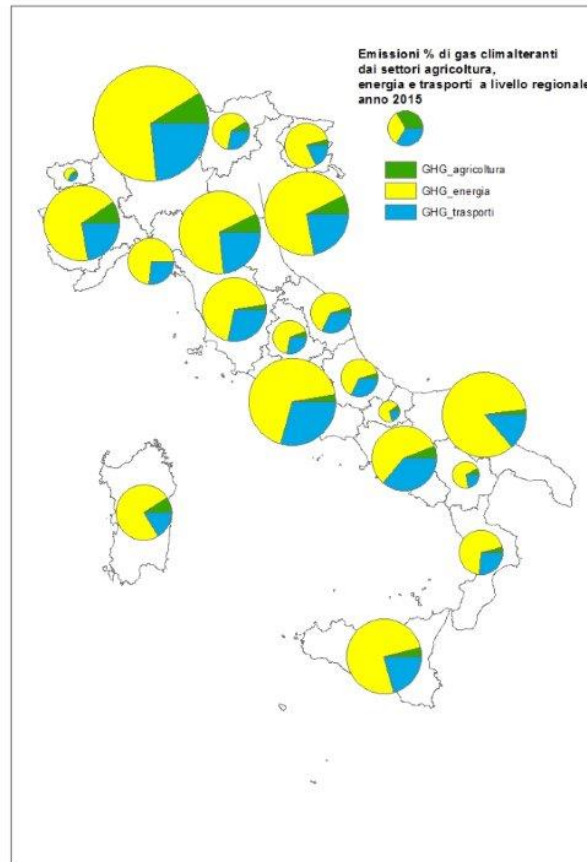 Emissioni % di gas climalteranti
dai settori agricoltura,
energia e trasporti a livello regionale
anno 2015
GHG_agricoltura
GHG_energia
GHG_trasporti